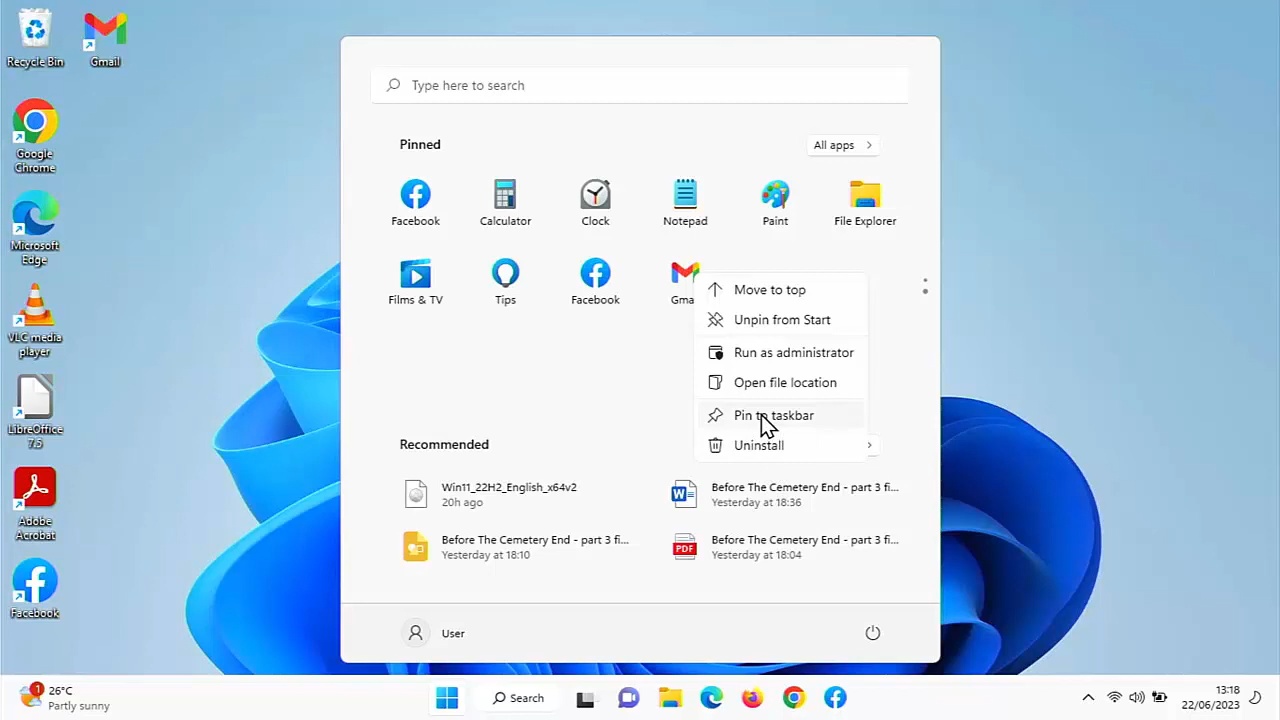 Recycle Bin
Gmail
Google
Chrome
Microsoft
Edge
VLC media
player
LibreOffice
7.5
Adobe
Acrobat
Facebook
Type here to search
Pinned
All apps
Facebook
Calculator
Clock
Notepad
Paint
File Explorer
Films & TV
Tips
Facebook
Gma
Move to top
Unpin from Start
Run as administrator
Open file location
Pin to taskbar
Uninstall
Recommended
Win11_22H2_English_x64v2
20h ago
Before The Cemetery End - part 3 fi...
Yesterday at 18:36
Before The Cemetery End - part 3 fi...
Yesterday at 18:10
PDF
Before The Cemetery End - part 3 fi...
Yesterday at 18:04
User
1
26°C
Partly sunny
Search
13:18
22/06/2023